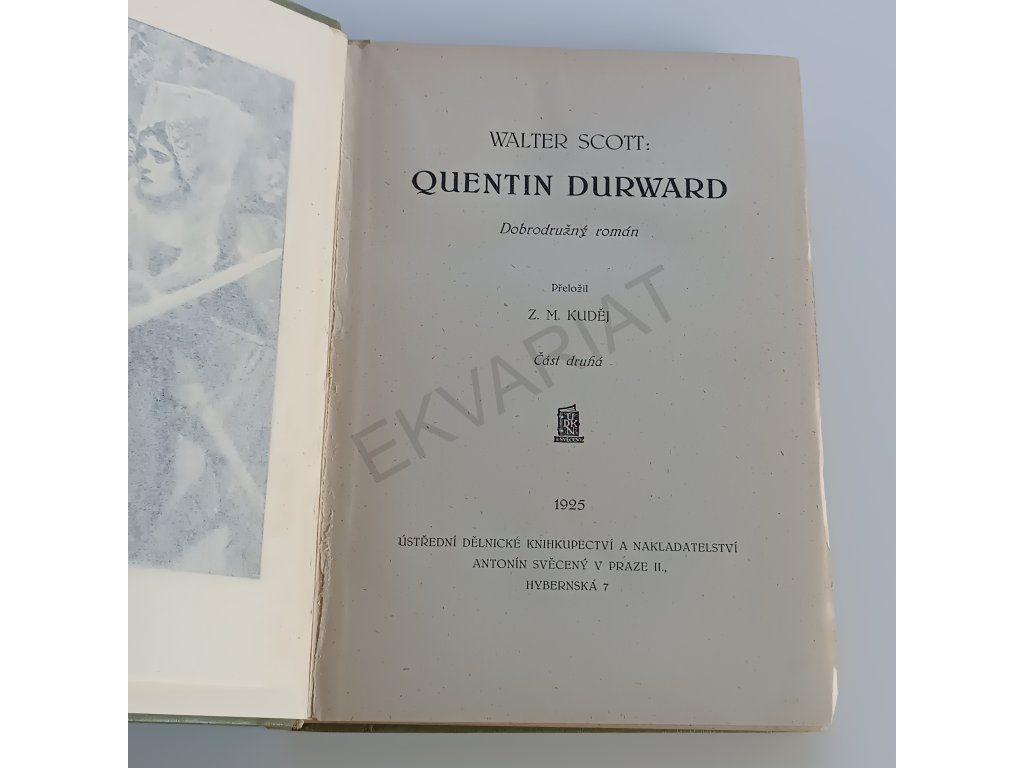 WALTER SCOTT:
QUENTIN DURWARD
Dobrodružný román
Přeložil
Z. M. KUDĚJ
Část druhá
EKVARIAT
1925
ÚSTŘEDNÍ DĚLNICKÉ KNIHKUPECTVÍ A NAKLADATELSTVÍ
ANTONÍN SVĚCENÝ V PRAZE II.,
HYBERNSKÁ 7